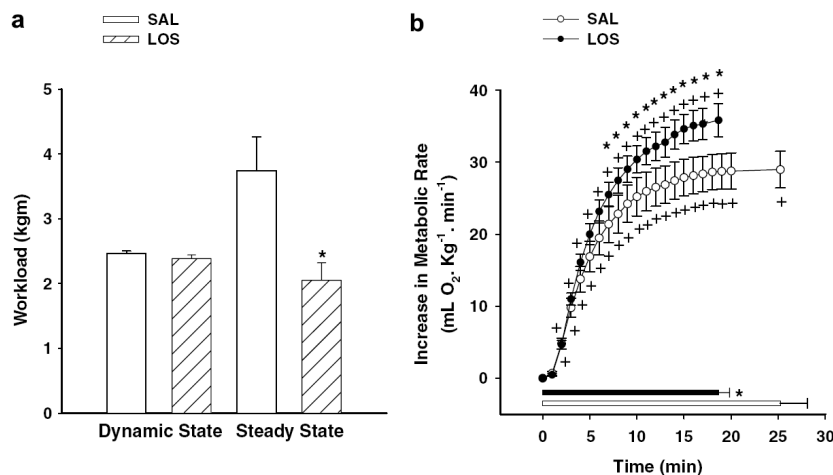 a
SAL
LOS
Workload (kgm)
5
4
3
2
1
0
Dynamic State
Steady State
*
b
SAL
LOS
Increase in Metabolic Rate
(mL O₂. Kg⁻¹. min⁻¹)
40
30
20
10
0
* * * * * * * * * * * *
*
0
5
10
15
20
25
30
Time (min)